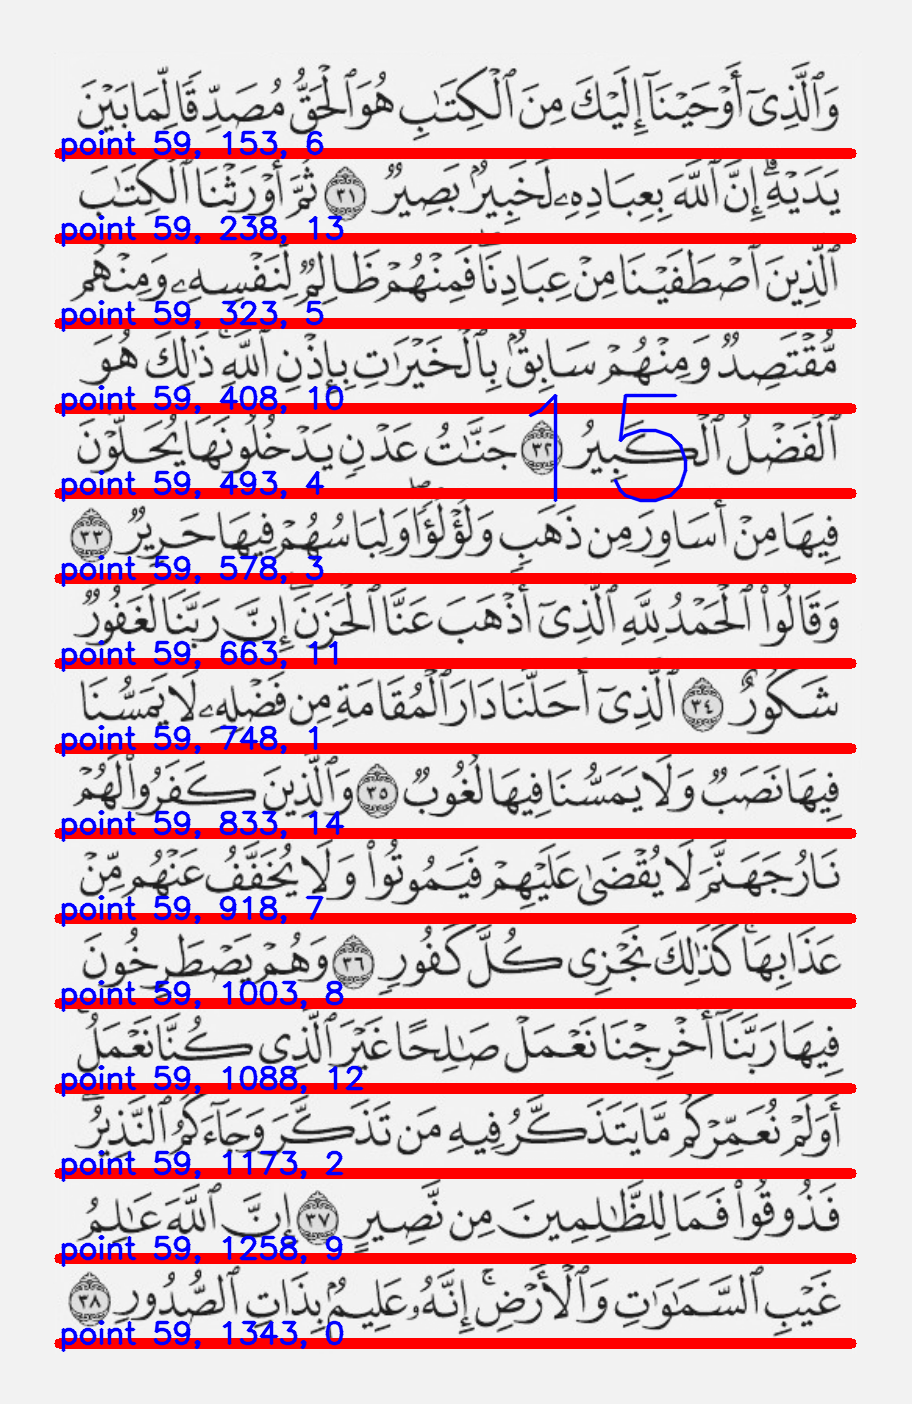 وَٱلَّذِىٓ أَوْحَيْنَآ إِلَيْكَ مِنَ ٱلْكِتَـٰبِ هُوَ ٱلْحَقُّ مُصَدِّقًا لِّمَا بَيْنَ
point 59, 153, 6
يَدَيْهِ ۗ إِنَّ ٱللَّهَ بِعِبَادِهِۦ لَخَبِيرٌۢ بَصِيرٌ ٣١ ثُمَّ أَوْرَثْنَا ٱلْكِتَـٰبَ
point 59, 238, 13
ٱلَّذِينَ ٱصْطَفَيْنَا مِنْ عِبَادِنَا ۖ فَمِنْهُمْ ظَالِمٌ لِّنَفْسِهِۦ وَمِنْهُم
point 59, 323, 5
مُّقْتَصِدٌ وَمِنْهُمْ سَابِقٌۢ بِٱلْخَيْرَٰتِ بِإِذْنِ ٱللَّهِ ۚ ذَٰلِكَ هُوَ
point 59, 408, 10
ٱلْفَضْلُ ٱلْكَبِيرُ ٣٢ جَنَّـٰتُ عَدْنٍ يَدْخُلُونَهَا يُحَلَّوْنَ
15
point 59, 493, 4
فِيهَا مِنْ أَسَاوِرَ مِن ذَهَبٍ وَلُؤْلُؤًا ۖ وَلِبَاسُهُمْ فِيهَا حَرِيرٌ ٣٣
point 59, 578, 3
وَقَالُوا۟ ٱلْحَمْدُ لِلَّهِ ٱلَّذِىٓ أَذْهَبَ عَنَّا ٱلْحَزَنَ ۖ إِنَّ رَبَّنَا لَغَفُورٌ
point 59, 663, 11
شَكُورٌ ٣٤ ٱلَّذِىٓ أَحَلَّنَا دَارَ ٱلْمُقَامَةِ مِن فَضْلِهِۦ لَا يَمَسُّنَا
point 59, 748, 1
فِيهَا نَصَبٌ وَلَا يَمَسُّنَا فِيهَا لُغُوبٌ ٣٥ وَٱلَّذِينَ كَفَرُوا۟ لَهُمْ
point 59, 833, 14
نَارُ جَهَنَّمَ لَا يُقْضَىٰ عَلَيْهِمْ فَيَمُوتُوا۟ وَلَا يُخَفَّفُ عَنْهُم مِّنْ
point 59, 918, 7
عَذَابِهَا ۚ كَذَٰلِكَ نَجْزِى كُلَّ كَفُورٍ ٣٦ وَهُمْ يَصْطَرِخُونَ
point 59, 1003, 8
فِيهَا رَبَّنَآ أَخْرِجْنَا نَعْمَلْ صَـٰلِحًا غَيْرَ ٱلَّذِى كُنَّا نَعْمَلُ ۚ
point 59, 1088, 12
أَوَلَمْ نُعَمِّرْكُم مَّا يَتَذَكَّرُ فِيهِ مَن تَذَكَّرَ وَجَآءَكُمُ ٱلنَّذِيرُ ۖ
point 59, 1173, 2
فَذُوقُوا۟ فَمَا لِلظَّـٰلِمِينَ مِن نَّصِيرٍ ٣٧ إِنَّ ٱللَّهَ عَـٰلِمُ
point 59, 1258, 9
غَيْبِ ٱلسَّمَـٰوَٰتِ وَٱلْأَرْضِ ۚ إِنَّهُۥ عَلِيمٌۢ بِذَاتِ ٱلصُّدُورِ ٣٨
point 59, 1343, 0